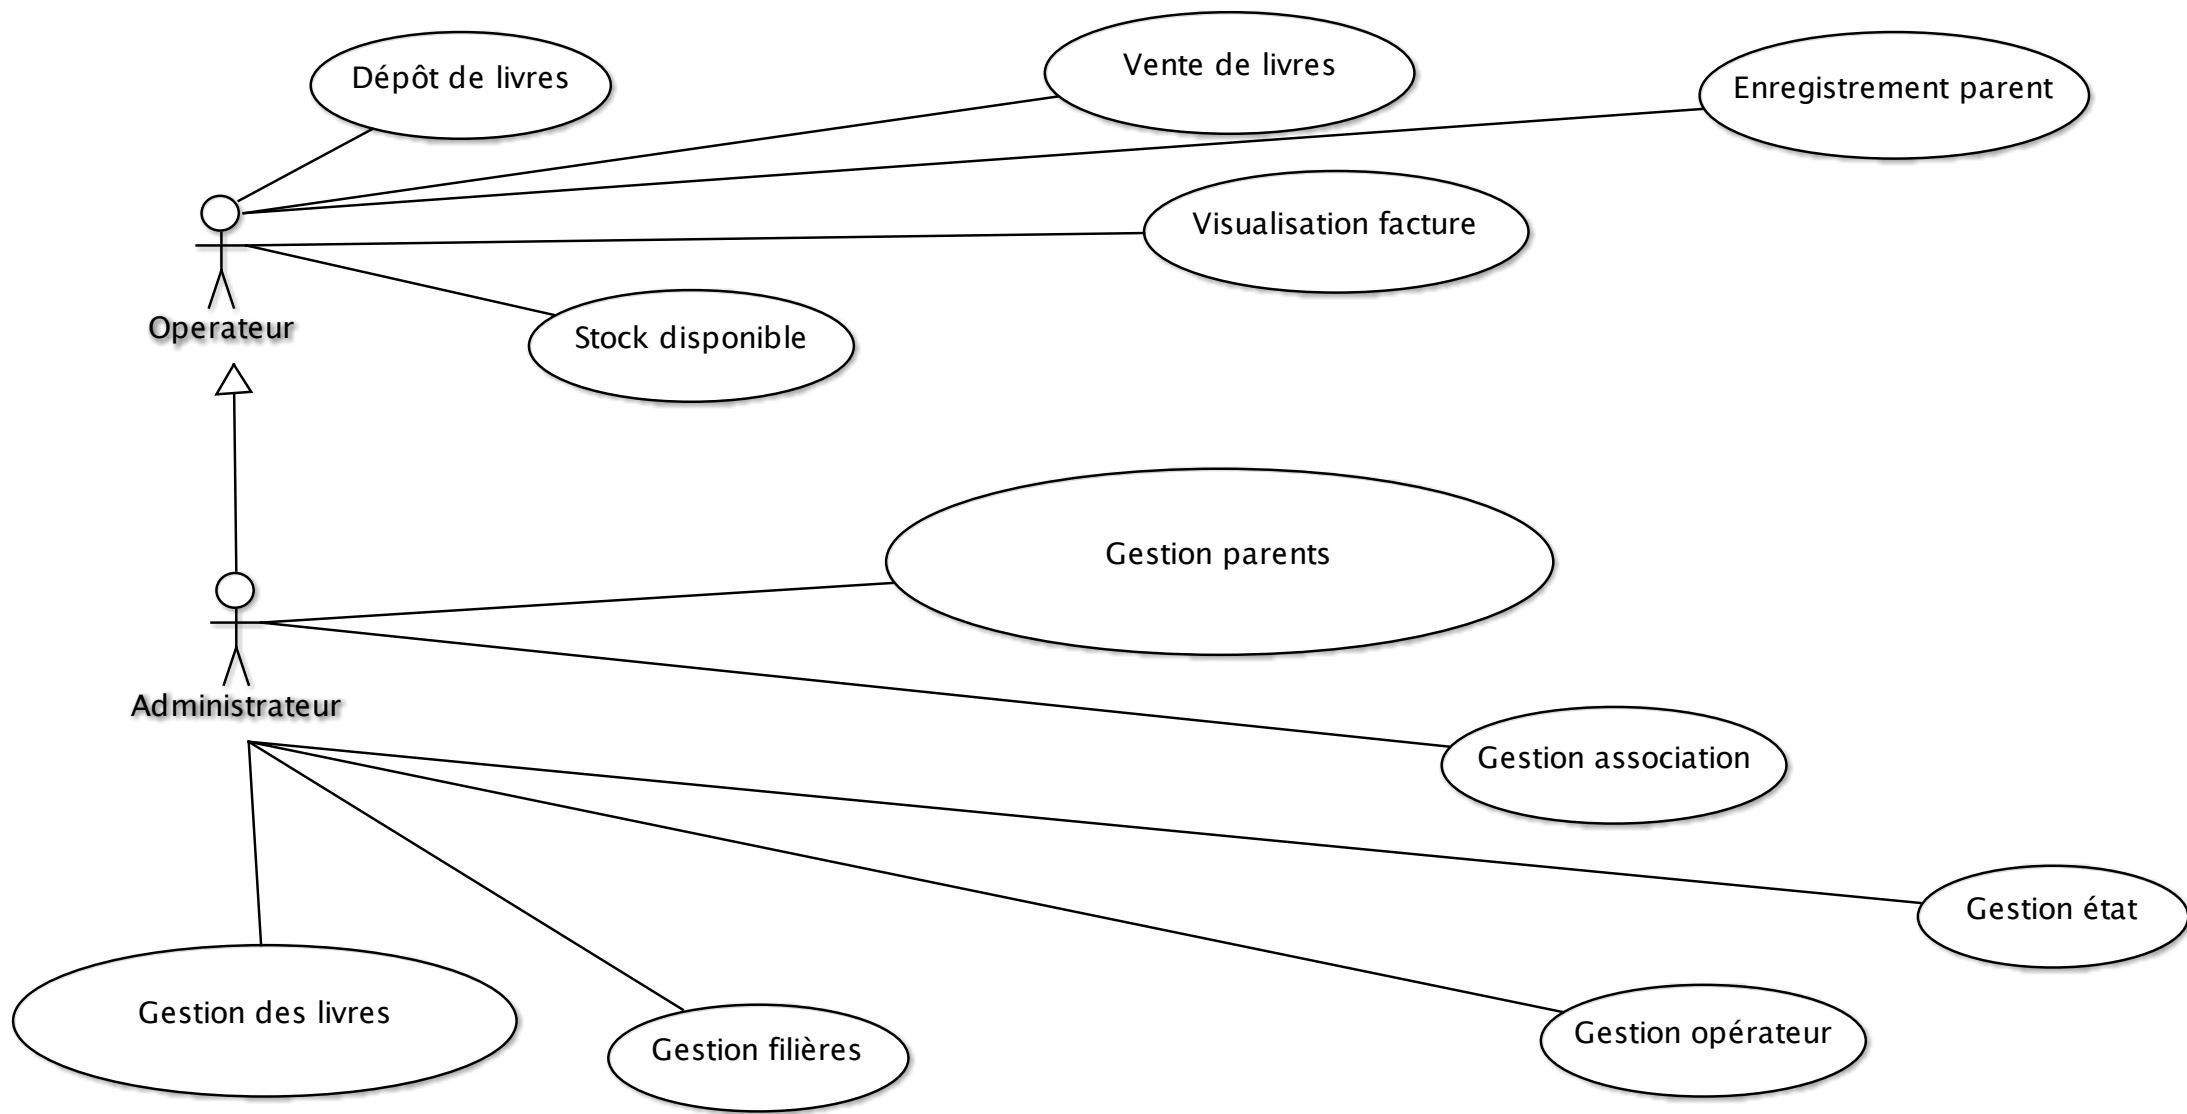 Dépôt de livres
Vente de livres
Enregistrement parent
Visualisation facture
Operateur
Stock disponible
Gestion parents
Administrateur
Gestion association
Gestion état
Gestion des livres
Gestion filières
Gestion opérateur